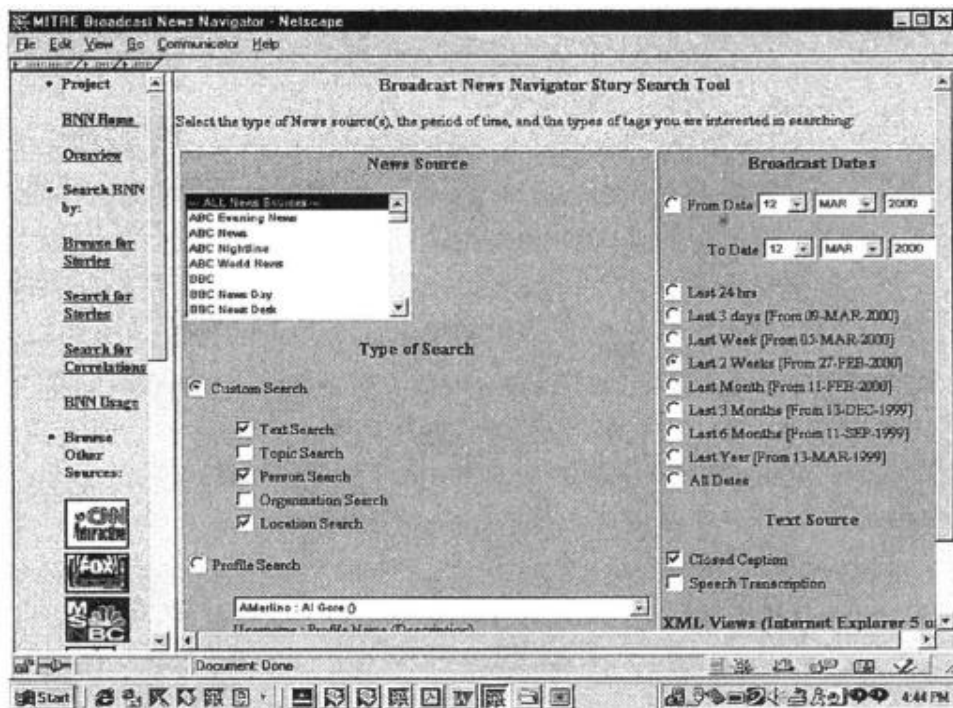 MITRE Broadcast News Navigator - Netscape
File Edit View Go Communicator Help
• Project
BNN Home
Overview
• Search BNN
by:
Browse for
Stories
Search for
Stories
Search for
Correlations
BNN Usage
• Browse
Other
Sources:
CNN
Interactive
FOX
MS
NBC
Broadcast News Navigator Story Search Tool
Select the type of News source(s), the period of time, and the types of tags you are interested in searching:
News Source
-- ALL News Sources --
ABC Evening News
ABC News
ABC Nightline
ABC World News
BBC
BBC News Day
BBC News Desk
Type of Search
Custom Search
Text Search
Topic Search
Person Search
Organization Search
Location Search
Profile Search
AMerlino : Al Gore ()
Username : Profile Name (Description)
Broadcast Dates
From Date 12 MAR 2000
To Date 12 MAR 2000
Last 24 hrs
Last 3 days [From 09-MAR-2000]
Last Week [From 05-MAR-2000]
Last 2 Weeks [From 27-FEB-2000]
Last Month [From 11-FEB-2000]
Last 3 Months [From 13-DEC-1999]
Last 6 Months [From 11-SEP-1999]
Last Year [From 13-MAR-1999]
All Dates
Text Source
Closed Caption
Speech Transcription
XML Views (Internet Explorer 5 o
Document: Done
Start
4:44 PM